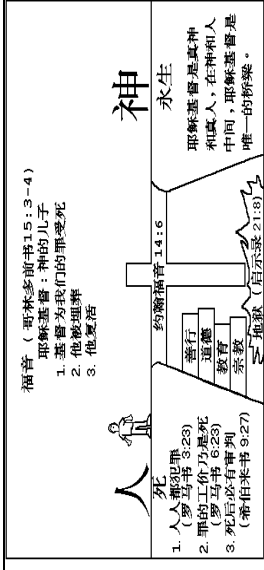 福音（哥林多前书15：3-4）
耶稣基督：神的儿子
1. 基督为我们的罪受死
2. 他被埋葬
3. 他复活
人
神
死
1. 人人都犯罪
（罗马书 3:23）
2. 罪的工价乃是死
（罗马书 6:23）
3. 死后必有审判
（希伯来书 9:27）
善行
道德
教育
宗教
约翰福音 14：6
地狱（启示录 21:8）
永生
耶稣基督是真神
和真人，在神和人
中间，耶稣基督是
唯一的桥梁。